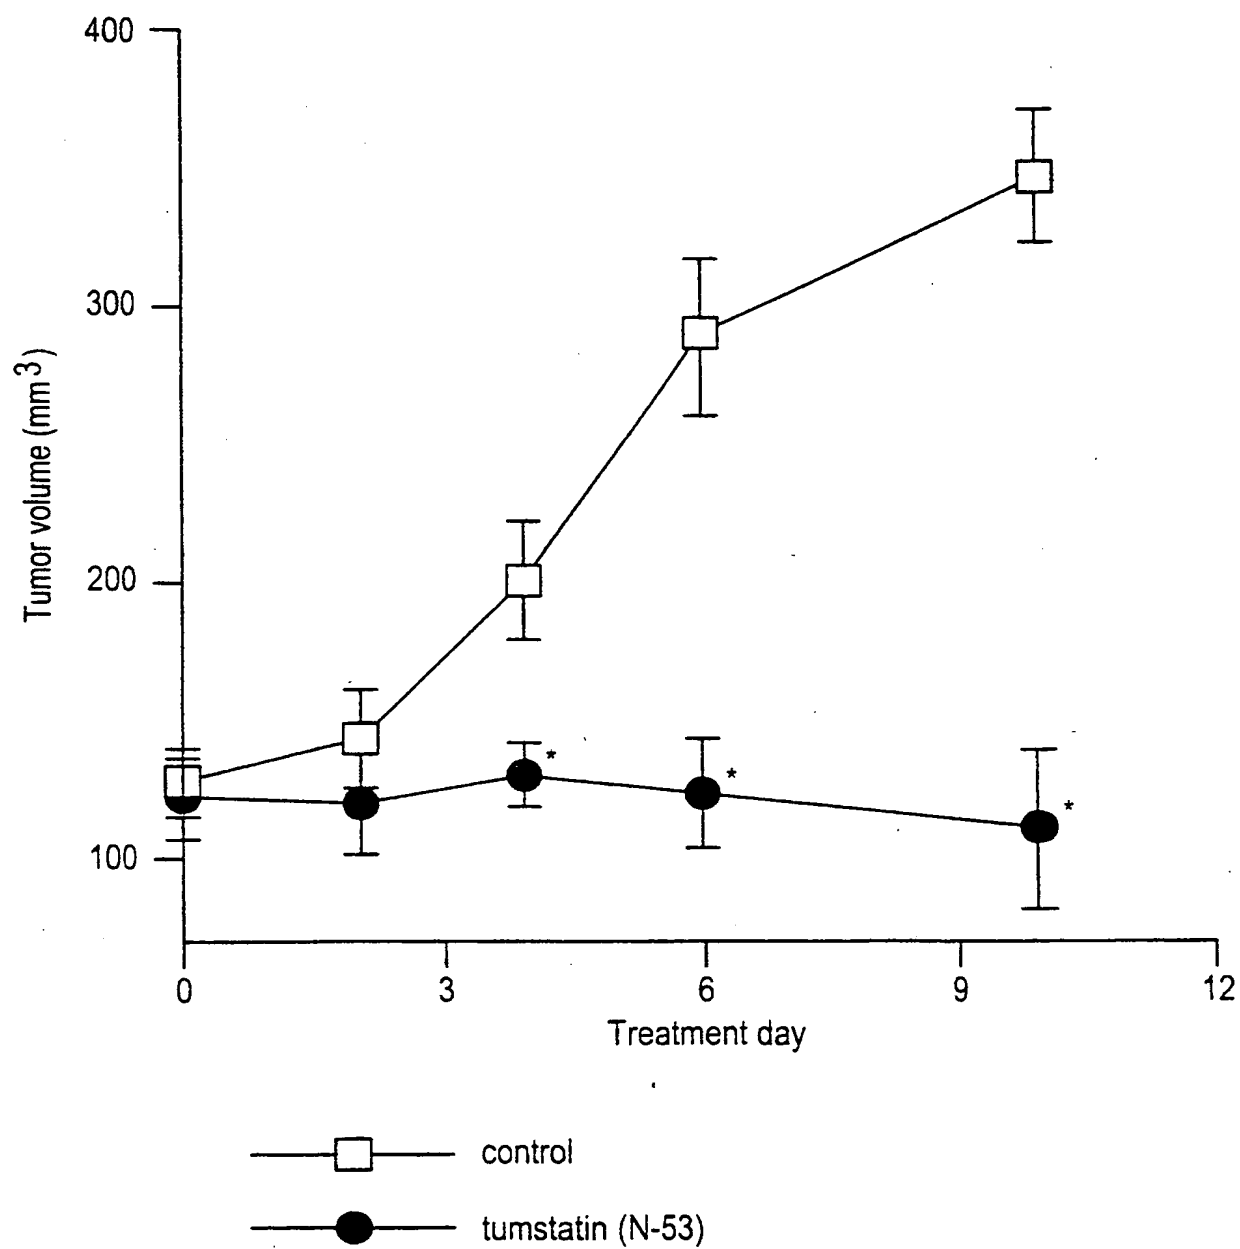 400
300
200
100
Tumor volume (mm3)
*
*
*
0 3 6 9 12
Treatment day
control
tumstatin (N-53)